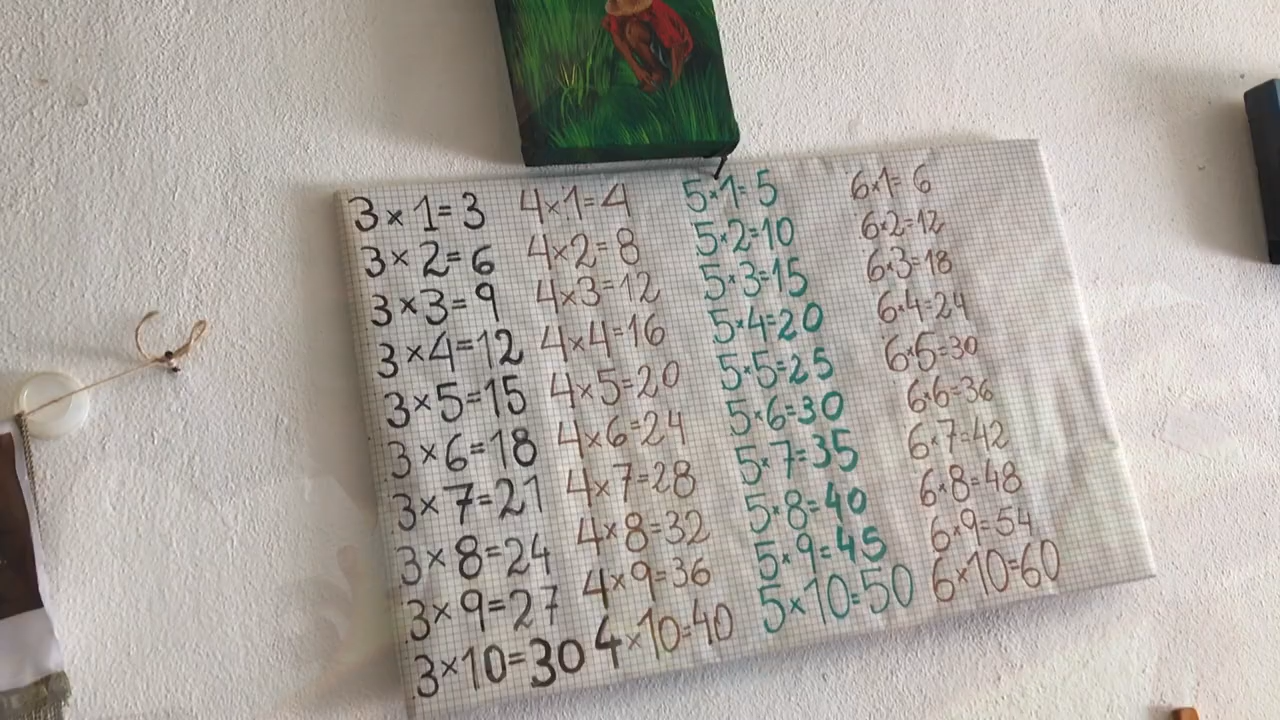 3 × 1 = 3
3 × 2 = 6
3 × 3 = 9
3 × 4 = 12
3 × 5 = 15
3 × 6 = 18
3 × 7 = 21
3 × 8 = 24
3 × 9 = 27
3 × 10 = 30
4 × 1 = 4
4 × 2 = 8
4 × 3 = 12
4 × 4 = 16
4 × 5 = 20
4 × 6 = 24
4 × 7 = 28
4 × 8 = 32
4 × 9 = 36
4 × 10 = 40
5 × 1 = 5
5 × 2 = 10
5 × 3 = 15
5 × 4 = 20
5 × 5 = 25
5 × 6 = 30
5 × 7 = 35
5 × 8 = 40
5 × 9 = 45
5 × 10 = 50
6 × 1 = 6
6 × 2 = 12
6 × 3 = 18
6 × 4 = 24
6 × 5 = 30
6 × 6 = 36
6 × 7 = 42
6 × 8 = 48
6 × 9 = 54
6 × 10 = 60